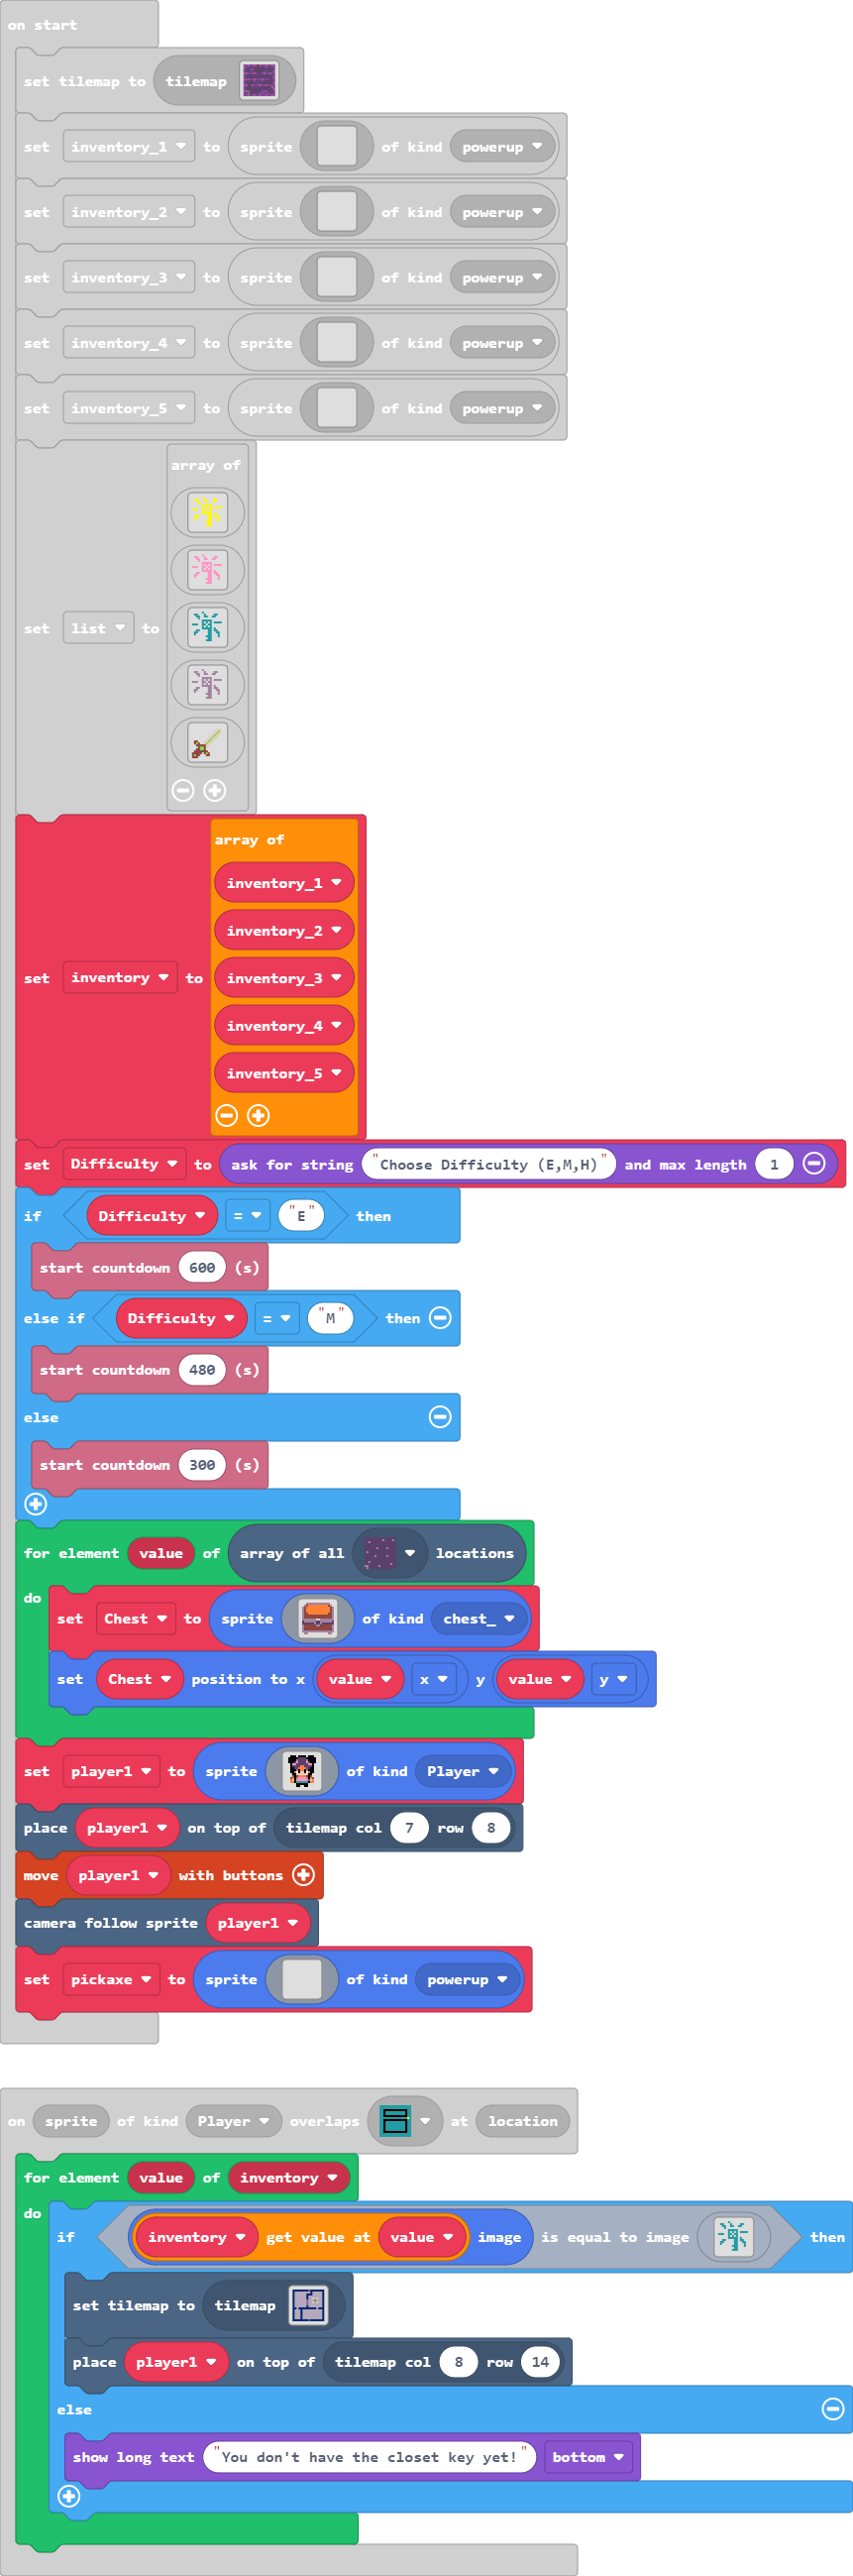 on start
set tilemap to tilemap
set inventory_1 to sprite of kind powerup
set inventory_2 to sprite of kind powerup
set inventory_3 to sprite of kind powerup
set inventory_4 to sprite of kind powerup
set inventory_5 to sprite of kind powerup
array of
set list to
array of
inventory_1
inventory_2
inventory_3
set inventory to
inventory_4
inventory_5
set Difficulty to ask for string "Choose Difficulty (E,M,H)" and max length 1
if Difficulty = "E" then
start countdown 600 (s)
else if Difficulty = "M" then
start countdown 480 (s)
else
start countdown 300 (s)
for element value of array of all locations
do
set Chest to sprite of kind chest_
set Chest position to x value x y value y
set player1 to sprite of kind Player
place player1 on top of tilemap col 7 row 8
move player1 with buttons
camera follow sprite player1
set pickaxe to sprite of kind powerup
on sprite of kind Player overlaps at location
for element value of inventory
do
if inventory get value at value image is equal to image then
set tilemap to tilemap
place player1 on top of tilemap col 8 row 14
else
show long text "You don't have the closet key yet!" bottom